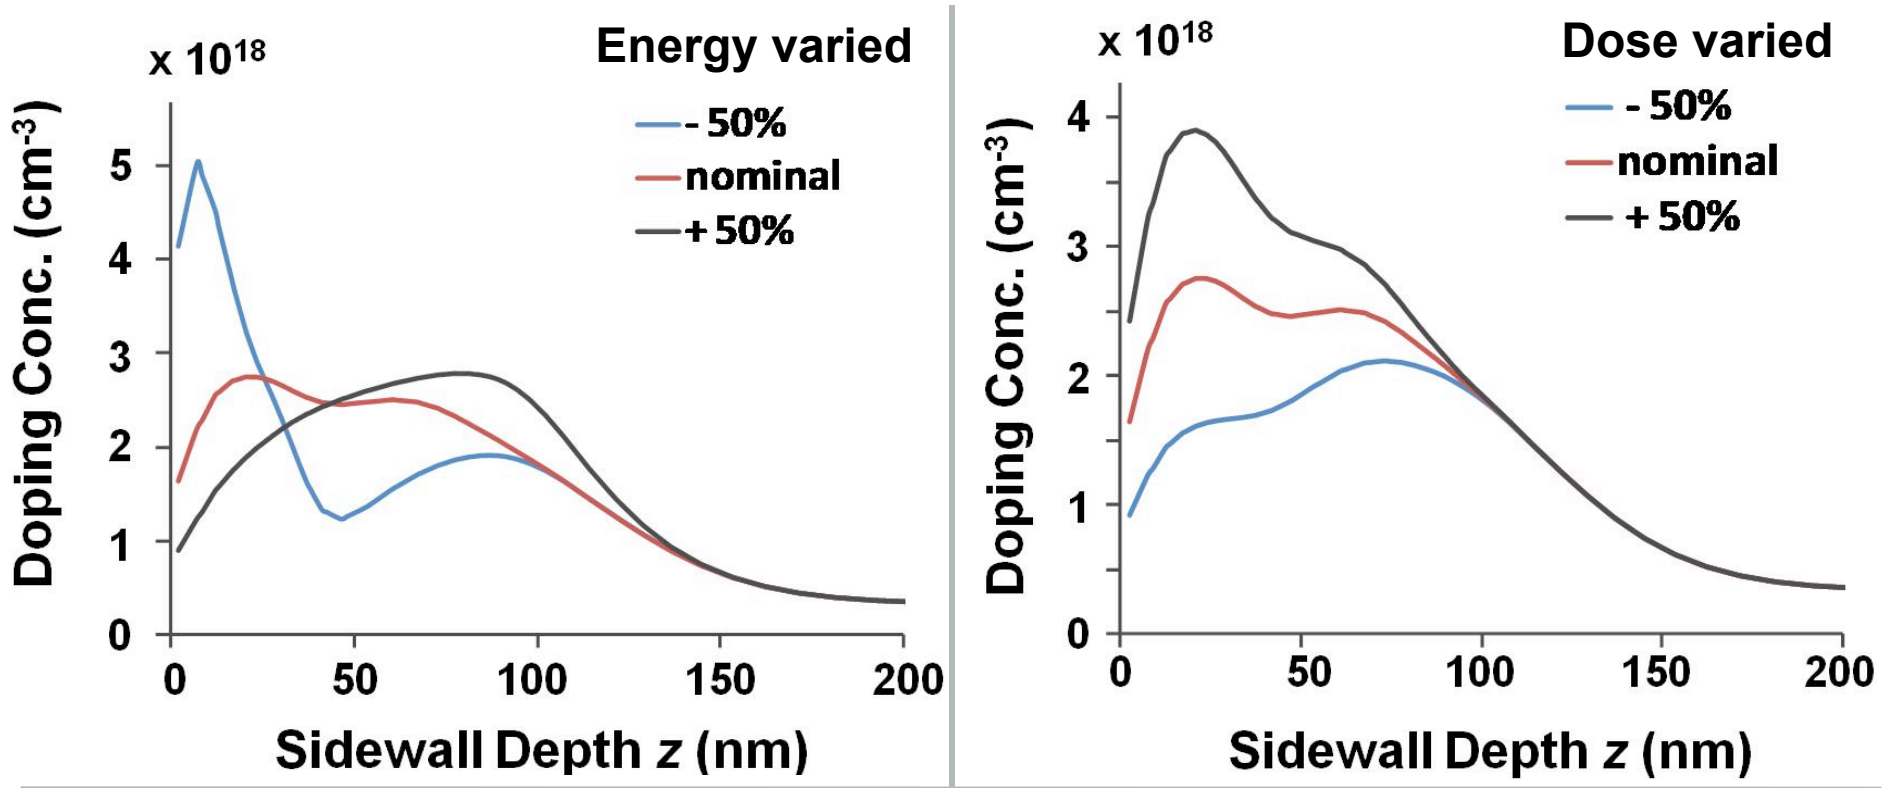 x 10¹⁸
Energy varied
- 50%
nominal
+ 50%
Doping Conc. (cm⁻³)
5
4
3
2
1
0
0 50 100 150 200
Sidewall Depth z (nm)
x 10¹⁸
Dose varied
- 50%
nominal
+ 50%
Doping Conc. (cm⁻³)
4
3
2
1
0
0 50 100 150 200
Sidewall Depth z (nm)